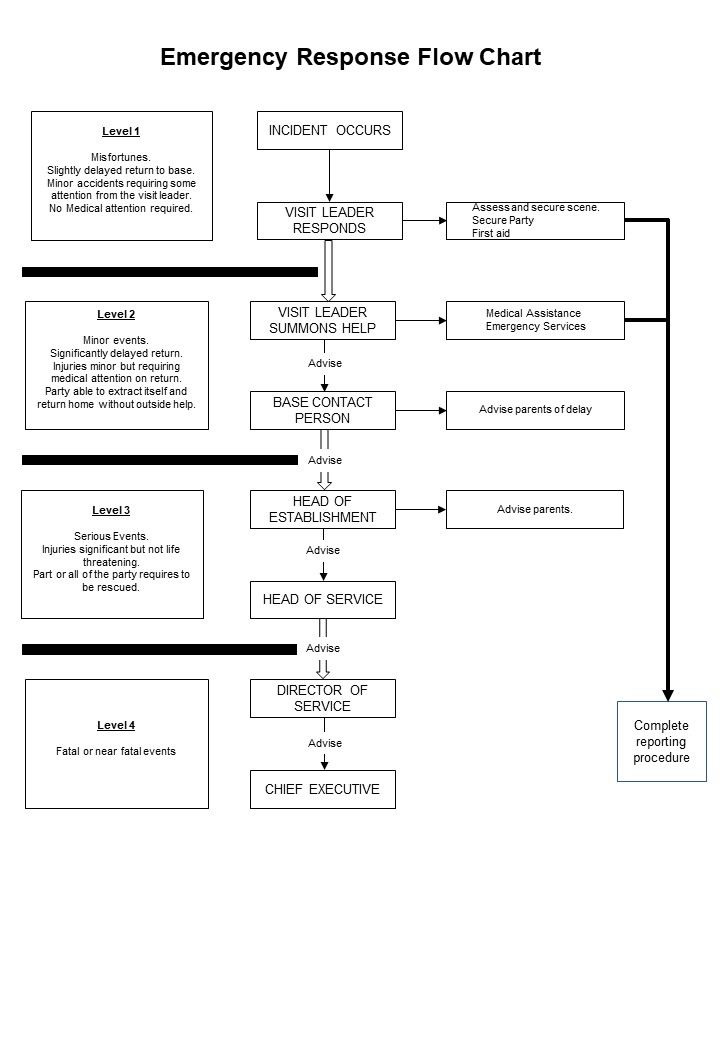 Emergency Response Flow Chart
Level 1
Misfortunes.
Slightly delayed return to base.
Minor accidents requiring some
attention from the visit leader.
No Medical attention required.
INCIDENT OCCURS
VISIT LEADER
RESPONDS
Assess and secure scene.
Secure Party
First aid
Level 2
Minor events.
Significantly delayed return.
Injuries minor but requiring
medical attention on return.
Party able to extract itself and
return home without outside help.
VISIT LEADER
SUMMONS HELP
Medical Assistance
Emergency Services
Advise
BASE CONTACT
PERSON
Advise parents of delay
Advise
Level 3
Serious Events.
Injuries significant but not life
threatening.
Part or all of the party requires to
be rescued.
HEAD OF
ESTABLISHMENT
Advise parents.
Advise
HEAD OF SERVICE
Advise
Level 4
Fatal or near fatal events
DIRECTOR OF
SERVICE
Advise
CHIEF EXECUTIVE
Complete
reporting
procedure